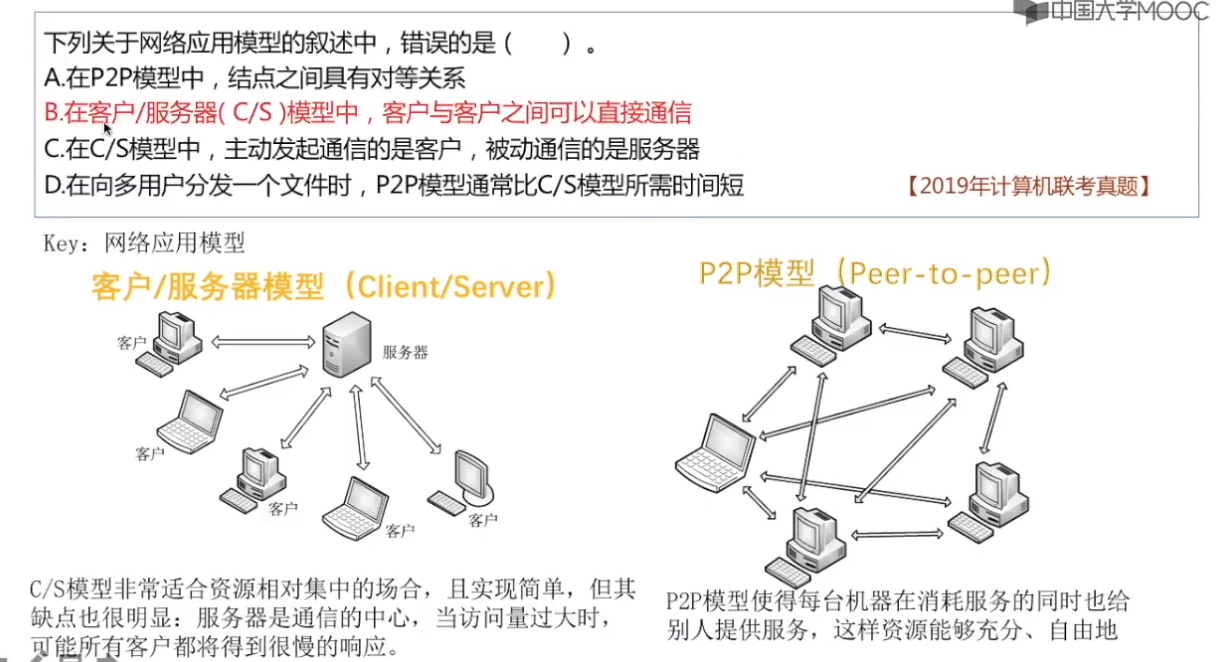 中国大学MOOC
下列关于网络应用模型的叙述中，错误的是（　　）。
A.在P2P模型中，结点之间具有对等关系
B.在客户/服务器( C/S )模型中，客户与客户之间可以直接通信
C.在C/S模型中，主动发起通信的是客户，被动通信的是服务器
D.在向多用户分发一个文件时，P2P模型通常比C/S模型所需时间短
【2019年计算机联考真题】
Key：网络应用模型
客户/服务器模型（Client/Server）
客户
服务器
客户
客户
客户
客户
C/S模型非常适合资源相对集中的场合，且实现简单，但其
缺点也很明显：服务器是通信的中心，当访问量过大时，
可能所有客户都将得到很慢的响应。
P2P模型（Peer-to-peer）
P2P模型使得每台机器在消耗服务的同时也给
别人提供服务，这样资源能够充分、自由地